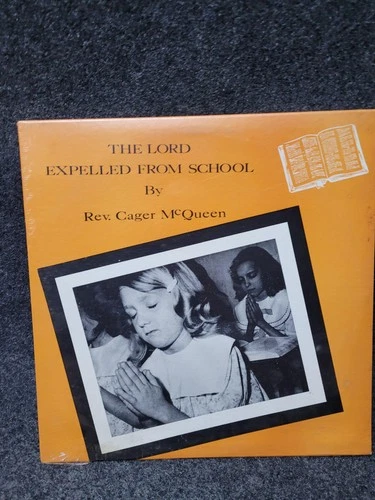 THE LORD
EXPELLED FROM SCHOOL
By
Rev. Cager McQueen